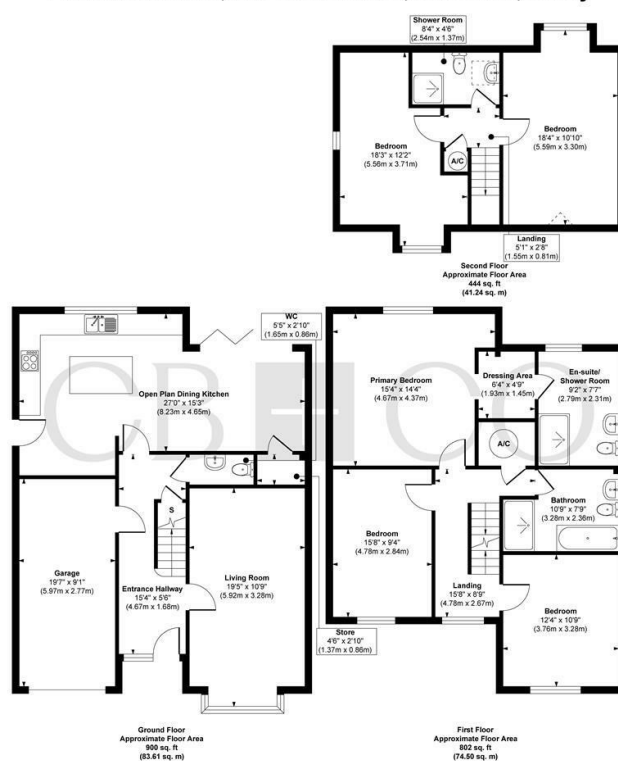 Shower Room
8'4" x 4'6"
(2.54m x 1.37m)
Bedroom
18'3" x 12'2"
(5.56m x 3.71m)
A/C
Bedroom
18'4" x 10'10"
(5.59m x 3.30m)
Landing
5'1" x 2'8"
(1.55m x 0.81m)
Second Floor
Approximate Floor Area
444 sq. ft
(41.24 sq. m)
WC
5'5" x 2'10"
(1.65m x 0.86m)
Open Plan Dining Kitchen
27'0" x 15'3"
(8.23m x 4.65m)
Primary Bedroom
15'4" x 14'4"
(4.67m x 4.37m)
Dressing Area
6'4" x 4'9"
(1.93m x 1.45m)
En-suite/
Shower Room
9'2" x 7'7"
(2.79m x 2.31m)
CB H CO
A/C
S
Garage
19'7" x 9'1"
(5.97m x 2.77m)
Entrance Hallway
15'4" x 5'6"
(4.67m x 1.68m)
Living Room
19'5" x 10'9"
(5.92m x 3.28m)
Store
4'6" x 2'10"
(1.37m x 0.86m)
Bedroom
15'8" x 9'4"
(4.78m x 2.84m)
Landing
15'8" x 8'9"
(4.78m x 2.67m)
Bathroom
10'9" x 7'9"
(3.28m x 2.36m)
Bedroom
12'4" x 10'9"
(3.76m x 3.28m)
Ground Floor
Approximate Floor Area
900 sq. ft
(83.61 sq. m)
First Floor
Approximate Floor Area
802 sq. ft
(74.50 sq. m)